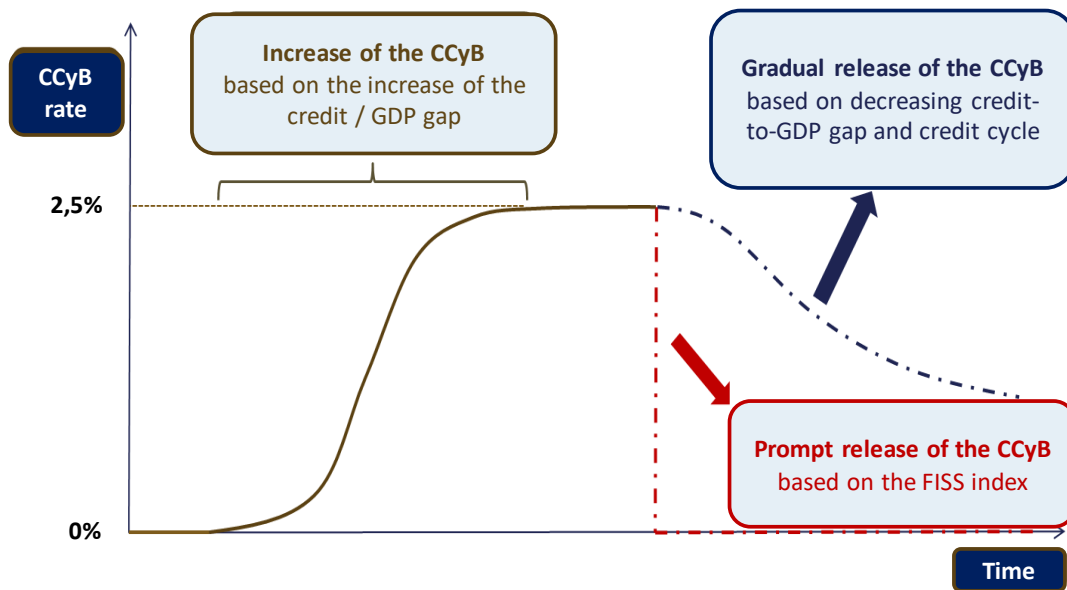 CCyB
rate
Increase of the CCyB
based on the increase of the
credit / GDP gap
Gradual release of the CCyB
based on decreasing credit-
to-GDP gap and credit cycle
2,5%
Prompt release of the CCyB
based on the FISS index
0%
Time